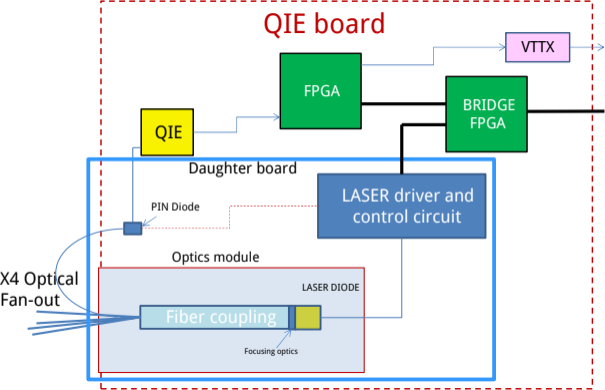 QIE board
VTTX
FPGA
BRIDGE
FPGA
QIE
Daughter board
LASER driver and
control circuit
PIN Diode
Optics module
X4 Optical
Fan-out
LASER DIODE
Fiber coupling
Focusing optics